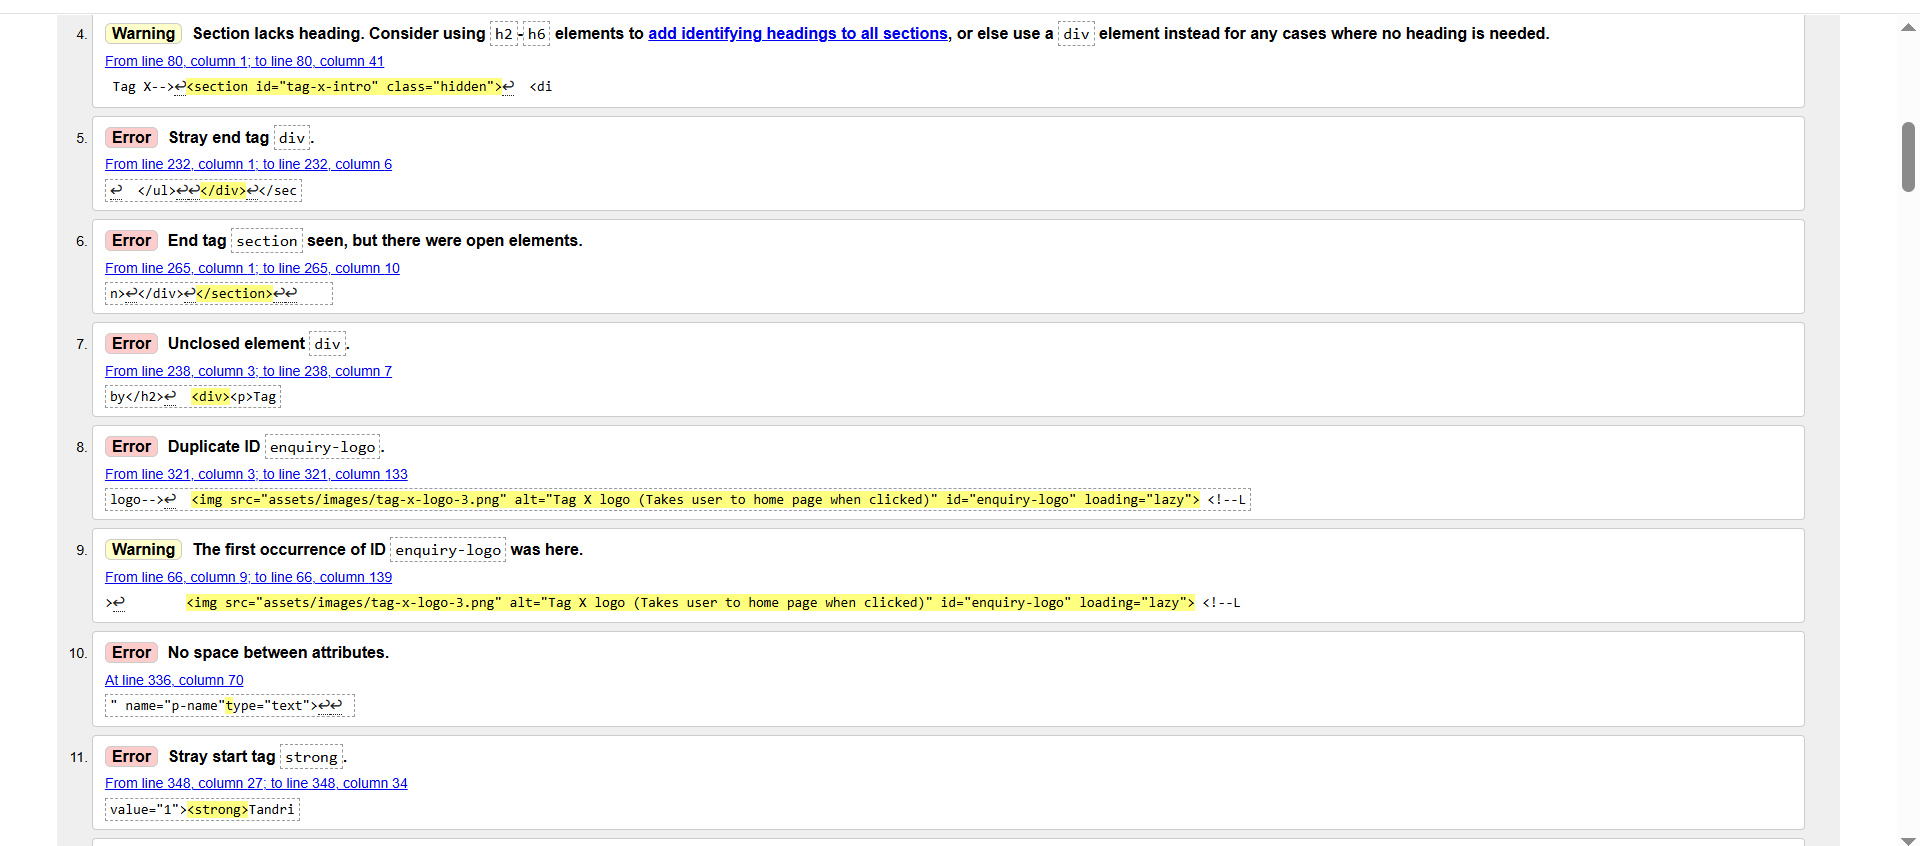 4. Warning Section lacks heading. Consider using h2-h6 elements to add identifying headings to all sections, or else use a div element instead for any cases where no heading is needed.
From line 80, column 1; to line 80, column 41
Tag X-->↩<section id="tag-x-intro" class="hidden">↩ <di
5. Error Stray end tag div.
From line 232, column 1; to line 232, column 6
↩ </ul>↩↩</div>↩</sec
6. Error End tag section seen, but there were open elements.
From line 265, column 1; to line 265, column 10
n>↩</div>↩</section>↩↩
7. Error Unclosed element div.
From line 238, column 3; to line 238, column 7
by</h2>↩ <div><p>Tag
8. Error Duplicate ID enquiry-logo.
From line 321, column 3; to line 321, column 133
logo-->↩ <img src="assets/images/tag-x-logo-3.png" alt="Tag X logo (Takes user to home page when clicked)" id="enquiry-logo" loading="lazy"> <!--L
9. Warning The first occurrence of ID enquiry-logo was here.
From line 66, column 9; to line 66, column 139
>↩ <img src="assets/images/tag-x-logo-3.png" alt="Tag X logo (Takes user to home page when clicked)" id="enquiry-logo" loading="lazy"> <!--L
10. Error No space between attributes.
At line 336, column 70
" name="p-name"type="text">↩↩
11. Error Stray start tag strong.
From line 348, column 27; to line 348, column 34
value="1"><strong>Tandri